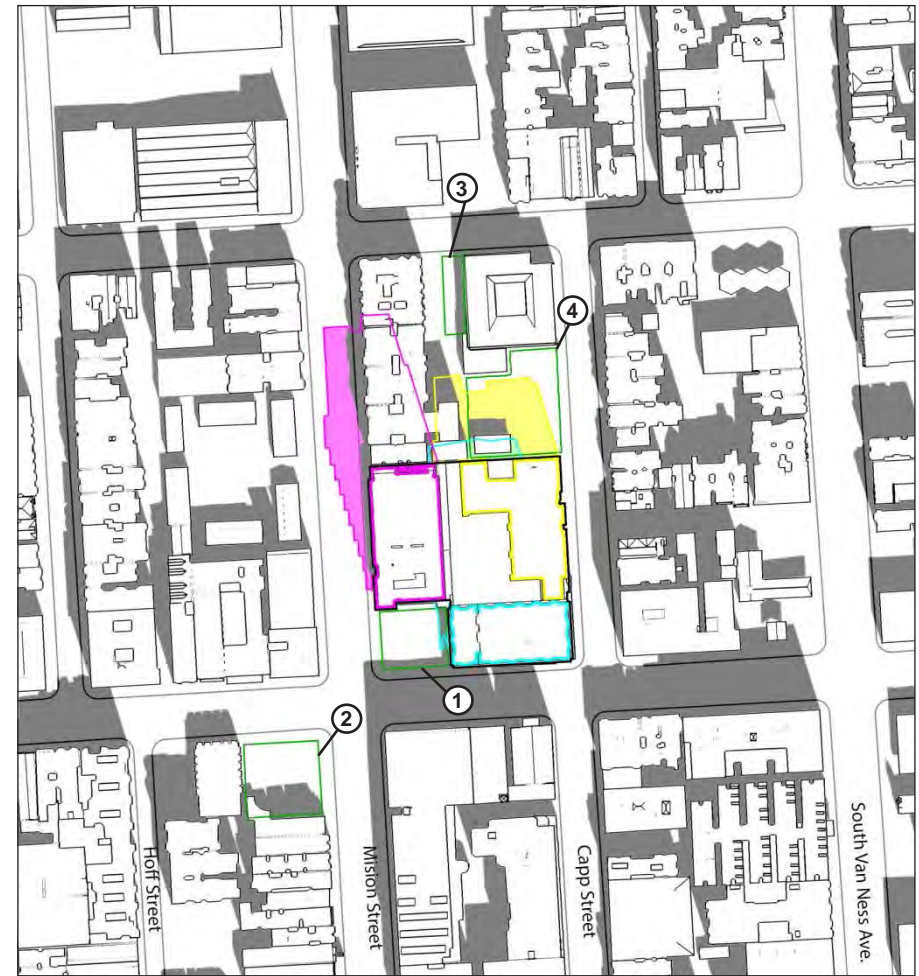 3
4
1
2
Hoff Street
Mision Street
Capp Street
South Van Ness Ave.